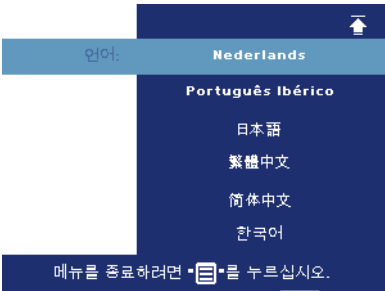 언어: Nederlands
Português Ibérico
日本語
繁體中文
简体中文
한국어
메뉴를 종료하려면 "를 누르십시오.